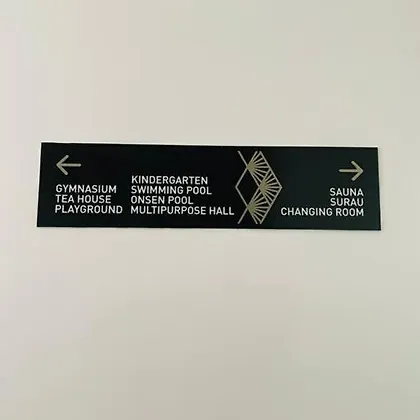 GYMNASIUM
TEA HOUSE
PLAYGROUND
KINDERGARTEN
SWIMMING POOL
ONSEN POOL
MULTIPURPOSE HALL
SAUNA
SURAU
CHANGING ROOM